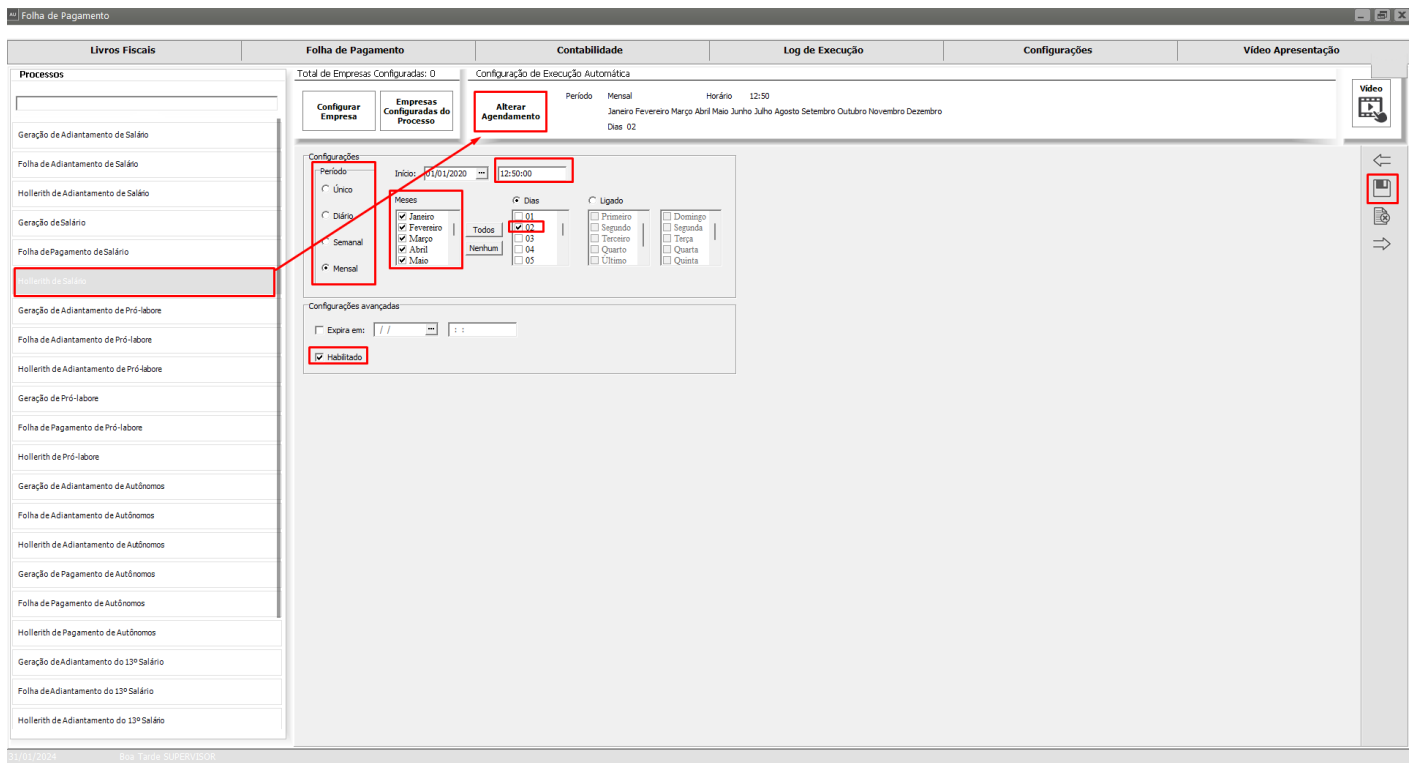 AU Folha de Pagamento
Livros Fiscais
Folha de Pagamento
Contabilidade
Log de Execução
Configurações
Vídeo Apresentação
Processos
Geração de Adiantamento de Salário
Folha de Adiantamento de Salário
Hollerith de Adiantamento de Salário
Geração de Salário
Folha de Pagamento de Salário
Hollerith de Salário
Geração de Adiantamento de Pró-labore
Folha de Adiantamento de Pró-labore
Hollerith de Adiantamento de Pró-labore
Geração de Pró-labore
Folha de Pagamento de Pró-labore
Hollerith de Pró-labore
Geração de Adiantamento de Autônomos
Folha de Adiantamento de Autônomos
Hollerith de Adiantamento de Autônomos
Geração de Pagamento de Autônomos
Folha de Pagamento de Autônomos
Hollerith de Pagamento de Autônomos
Geração de Adiantamento do 13º Salário
Folha de Adiantamento do 13º Salário
Hollerith de Adiantamento do 13º Salário
Total de Empresas Configuradas: 0
Configurar
Empresa
Empresas
Configuradas do
Processo
Configuração de Execução Automática
Alterar
Agendamento
Período Mensal Horário 12:50
Janeiro Fevereiro Março Abril Maio Junho Julho Agosto Setembro Outubro Novembro Dezembro
Dias 02
Vídeo
Configurações
Período
Único
Diário
Semanal
Mensal
Início: 01/01/2020 ... 12:50:00
Meses
Janeiro
Fevereiro
Março
Abril
Maio
Todos
Nenhum
Dias
01
02
03
04
05
Ligado
Primeiro
Segundo
Terceiro
Quarto
Último
Domingo
Segunda
Terça
Quarta
Quinta
Configurações avançadas
Expira em: / / ... : :
Habilitado
31/01/2024 Boa Tarde SUPERVISOR